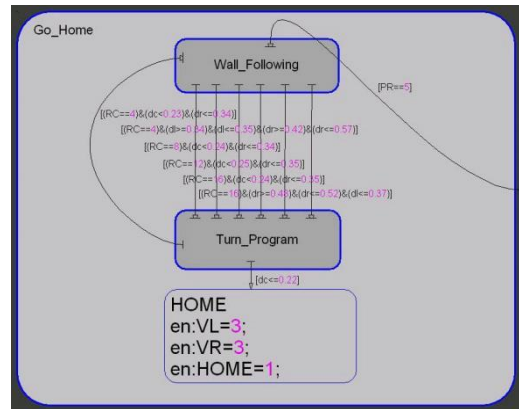 Go_Home
Wall_Following
[PR==5]
[(RC==4)&(dc<0.23)&(dr<=0.34)]
[(RC==4)&(dl>=0.34)&(dl<=0.35)&(dr>=0.42)&(dr<=0.57)]
[(RC==8)&(dc<0.24)&(dr<=0.34)]
[(RC==12)&(dc<0.25)&(dr<=0.35)]
[(RC==16)&(dc<0.24)&(dr<=0.35)]
[(RC==16)&(dr>=0.48)&(dr<=0.52)&(dl<=0.37)]
Turn_Program
[dc<=0.22]
HOME
en:VL=3;
en:VR=3;
en:HOME=1;